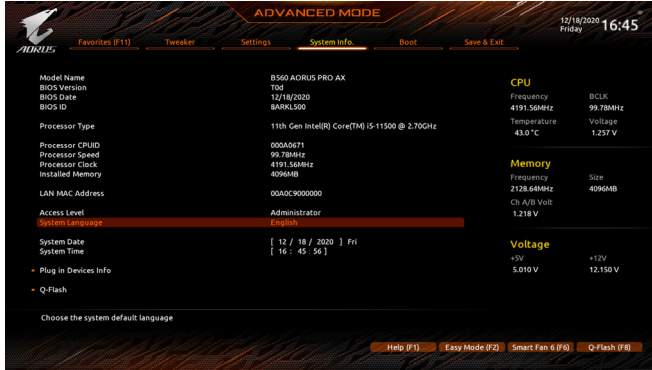 ADVANCED MODE
12/18/2020 Friday 16:45
AORUS
Favorites (F11) Tweaker Settings System Info. Boot Save & Exit
Model Name B560 AORUS PRO AX
BIOS Version T0d
BIOS Date 12/18/2020
BIOS ID 8ARKL500
Processor Type 11th Gen Intel(R) Core(TM) i5-11500 @ 2.70GHz
Processor CPUID 000A0671
Processor Speed 99.78MHz
Processor Clock 4191.56MHz
Installed Memory 4096MB
LAN MAC Address 00A0C9000000
Access Level Administrator
System Language English
System Date [ 12 / 18 / 2020 ] Fri
System Time [ 16 : 45 : 56 ]
Plug in Devices Info
Q-Flash
Choose the system default language
CPU
Frequency BCLK
4191.56MHz 99.78MHz
Temperature Voltage
43.0 °C 1.257 V
Memory
Frequency Size
2128.64MHz 4096MB
Ch A/B Volt
1.218 V
Voltage
+5V +12V
5.010 V 12.150 V
Help (F1) Easy Mode (F2) Smart Fan 6 (F6) Q-Flash (F8)